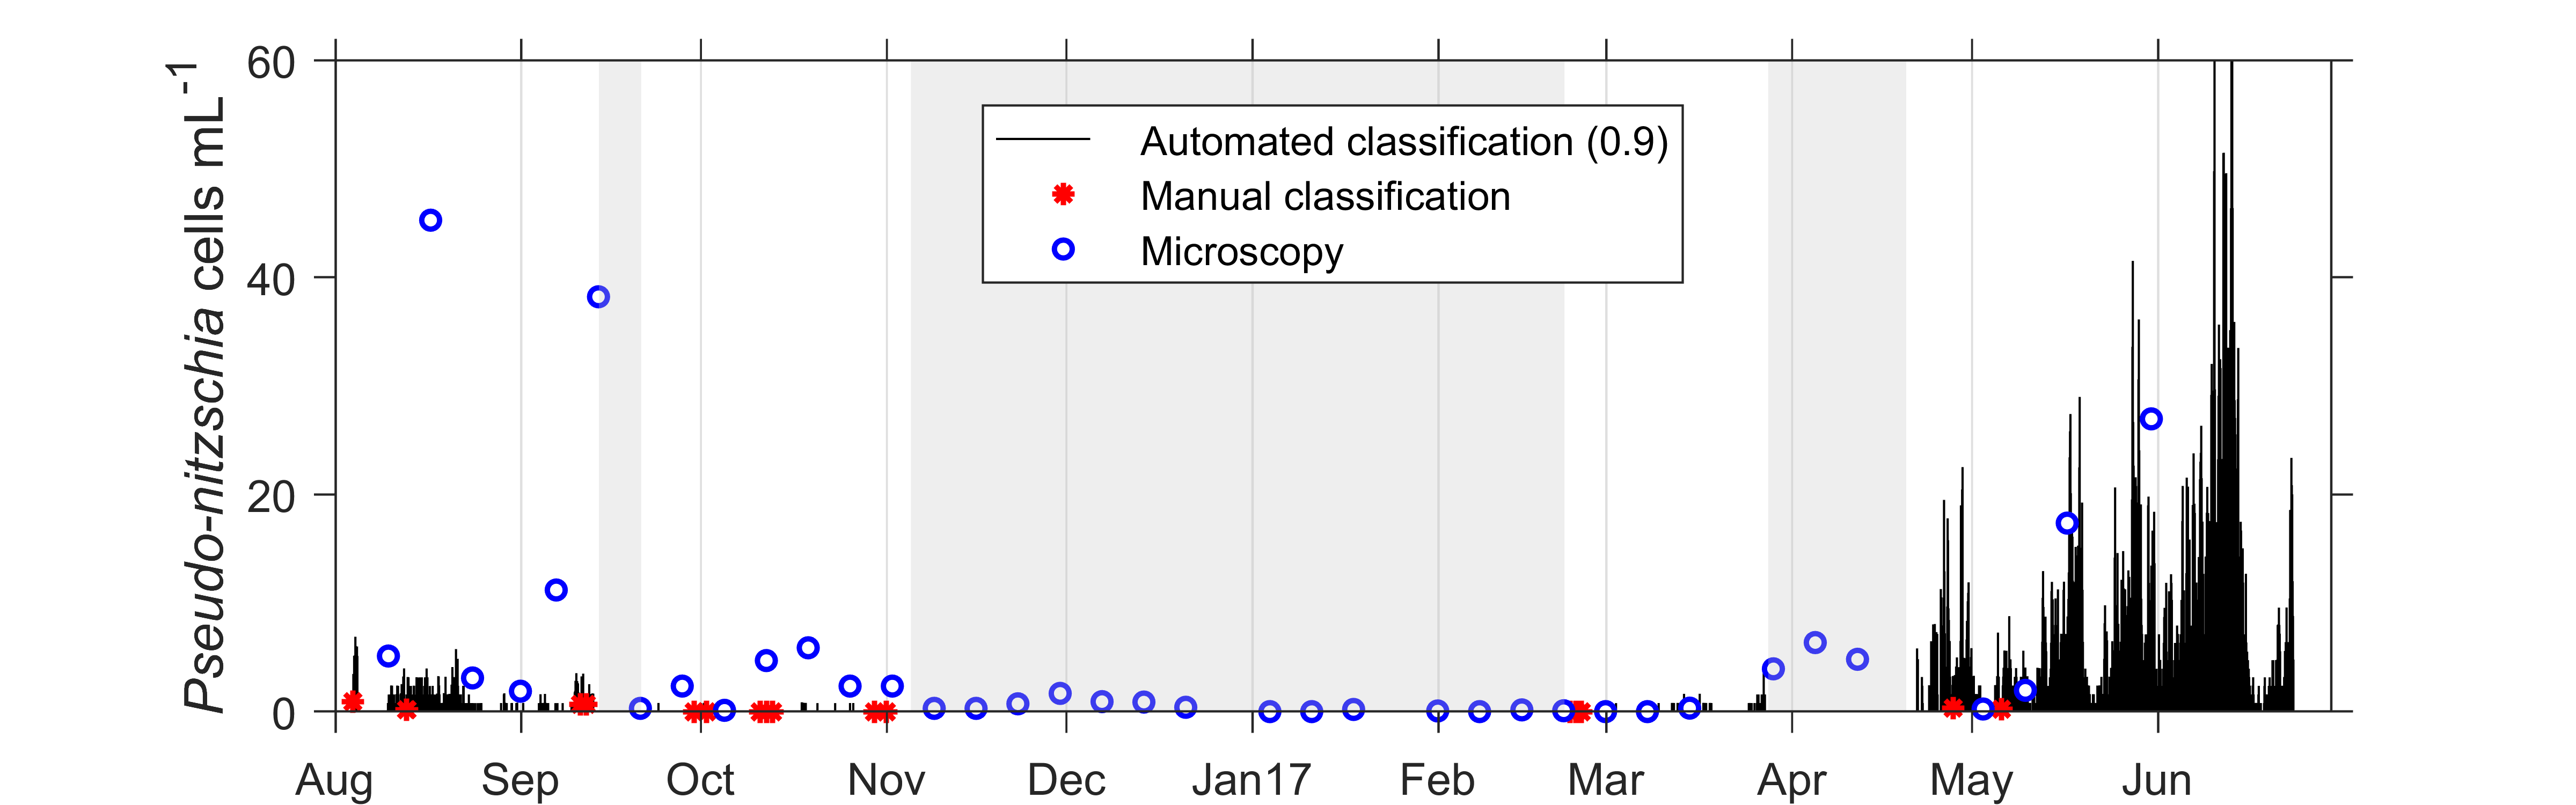 Pseudo-nitzschia cells mL-1
60
40
20
0
Automated classification (0.9)
Manual classification
Microscopy
Aug Sep Oct Nov Dec Jan17 Feb Mar Apr May Jun